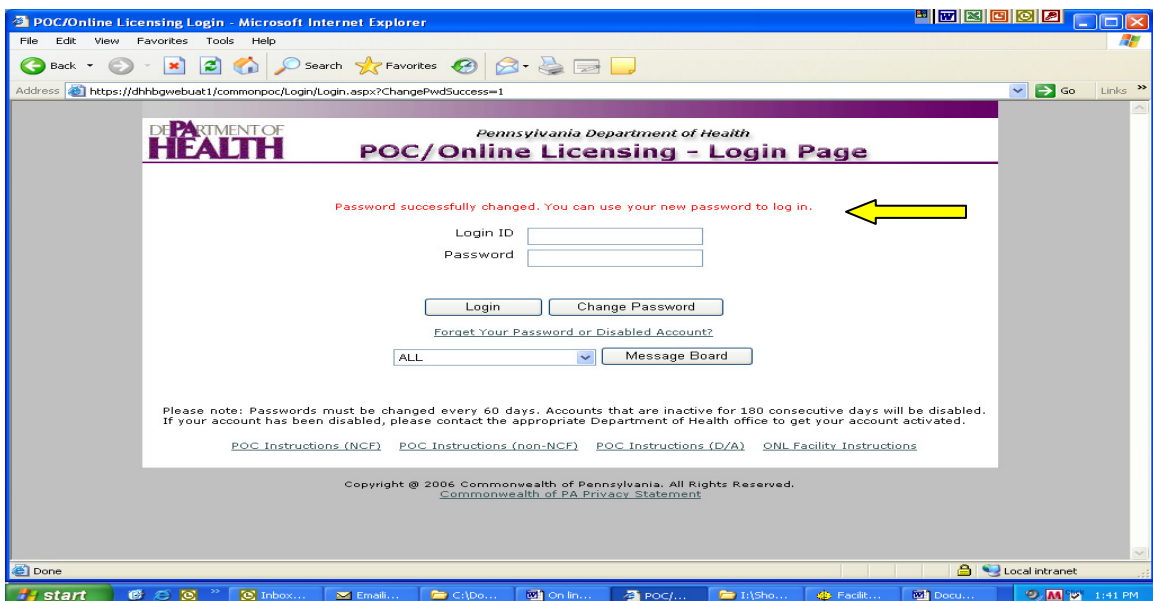 POC/Online Licensing Login - Microsoft Internet Explorer
File Edit View Favorites Tools Help
Back Search Favorites
Address https://dhhbgwebuat1/commonpoc/Login/Login.aspx?ChangePwdSuccess=1 Go Links »
DEPARTMENT OF
HEALTH
Pennsylvania Department of Health
POC/Online Licensing - Login Page
Password successfully changed. You can use your new password to log in.
Login ID
Password
Login Change Password
Forget Your Password or Disabled Account?
ALL Message Board
Please note: Passwords must be changed every 60 days. Accounts that are inactive for 180 consecutive days will be disabled.
If your account has been disabled, please contact the appropriate Department of Health office to get your account activated.
POC Instructions (NCF) POC Instructions (non-NCF) POC Instructions (D/A) ONL Facility Instructions
Copyright @ 2006 Commonwealth of Pennsylvania. All Rights Reserved.
Commonwealth of PA Privacy Statement
Done Local intranet
start » Inbox... Emaili... C:\Do... On lin... POC/... I:\Sho... Facilit... Docu... 1:41 PM